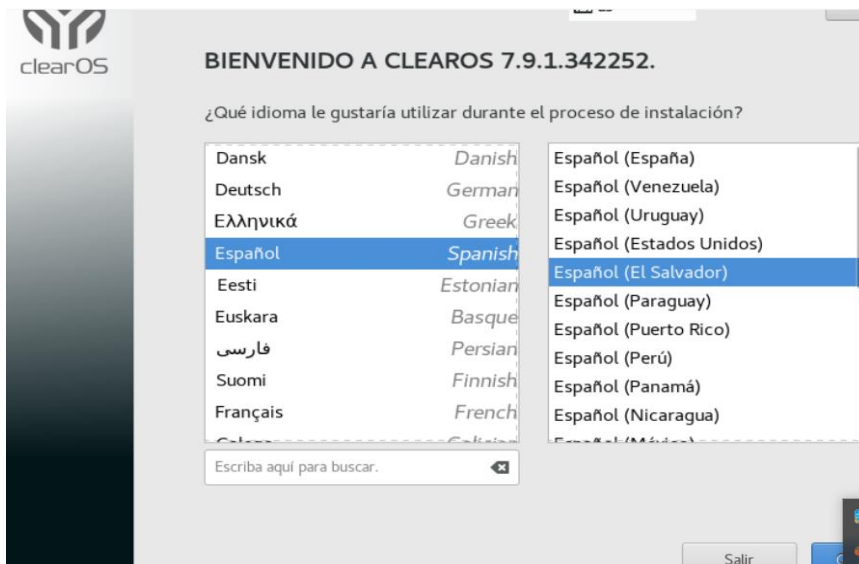 clearOS
BIENVENIDO A CLEAROS 7.9.1.342252.
¿Qué idioma le gustaría utilizar durante el proceso de instalación?
Dansk Danish
Deutsch German
Ελληνικά Greek
Español Spanish
Eesti Estonian
Euskara Basque
فارسی Persian
Suomi Finnish
Français French
Español (España)
Español (Venezuela)
Español (Uruguay)
Español (Estados Unidos)
Español (El Salvador)
Español (Paraguay)
Español (Puerto Rico)
Español (Perú)
Español (Panamá)
Español (Nicaragua)
Escriba aquí para buscar.
Salir